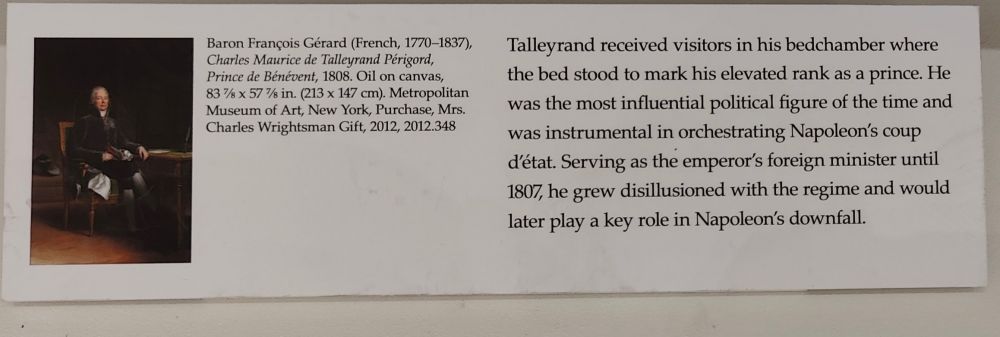 Baron François Gérard (French, 1770–1837),
Charles Maurice de Talleyrand Périgord,
Prince de Bénévent, 1808. Oil on canvas,
83 ⅞ x 57 ⅞ in. (213 x 147 cm). Metropolitan
Museum of Art, New York, Purchase, Mrs.
Charles Wrightsman Gift, 2012, 2012.348
Talleyrand received visitors in his bedchamber where
the bed stood to mark his elevated rank as a prince. He
was the most influential political figure of the time and
was instrumental in orchestrating Napoleon's coup
d'état. Serving as the emperor's foreign minister until
1807, he grew disillusioned with the regime and would
later play a key role in Napoleon's downfall.